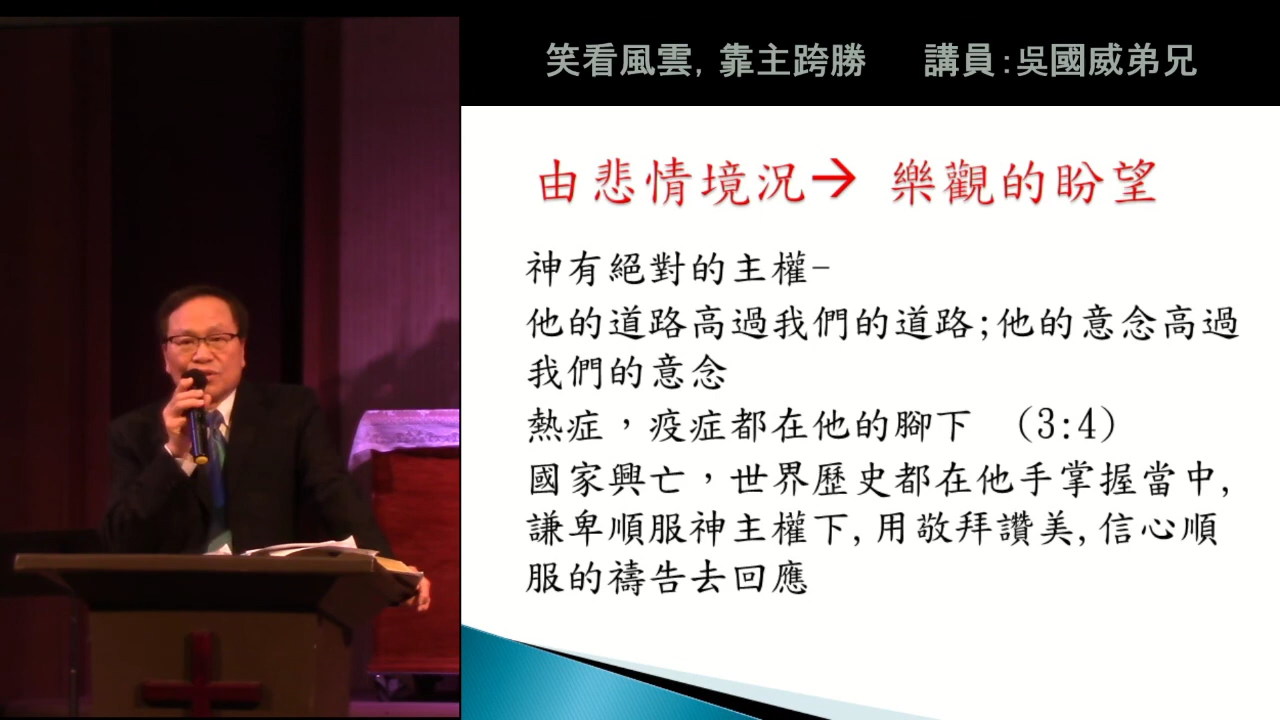 笑看風雲, 靠主跨勝 講員:吳國威弟兄
由悲情境況→ 樂觀的盼望
神有絕對的主權-
他的道路高過我們的道路;他的意念高過
我們的意念
熱症，疫症都在他的腳下 (3:4)
國家興亡，世界歷史都在他手掌握當中,
謙卑順服神主權下,用敬拜讚美,信心順
服的禱告去回應